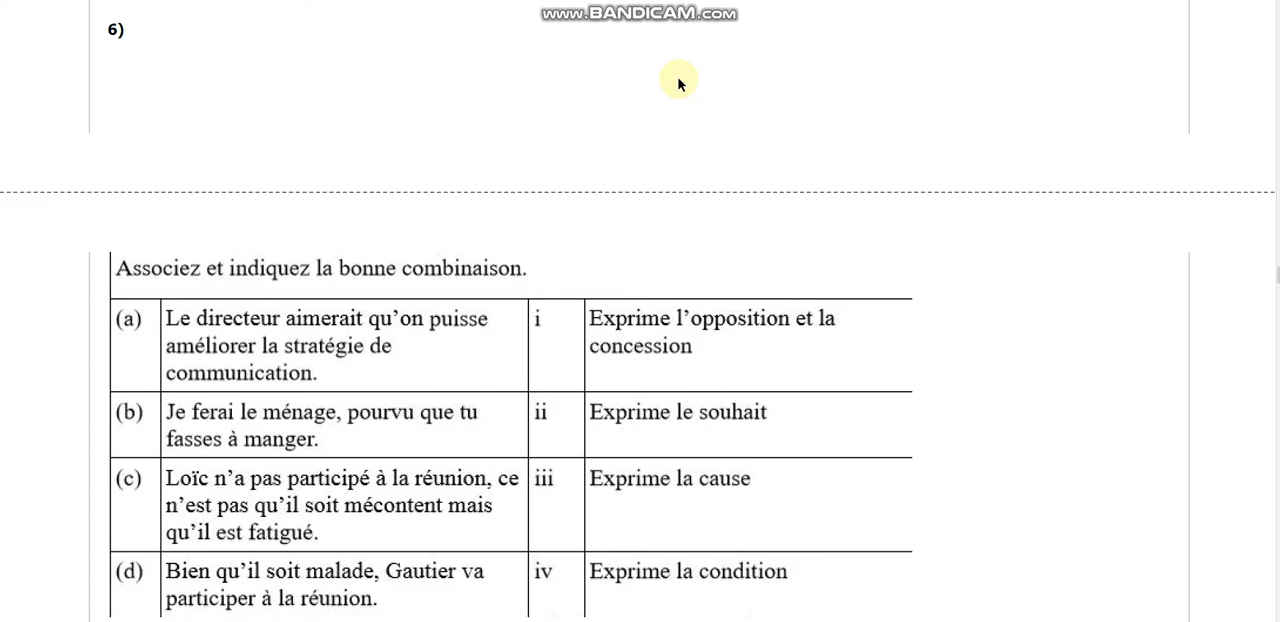 www.BANDICAM.com
6)
Associez et indiquez la bonne combinaison.
(a) Le directeur aimerait qu’on puisse i Exprime l’opposition et la
améliorer la stratégie de concession
communication.
(b) Je ferai le ménage, pourvu que tu ii Exprime le souhait
fasses à manger.
(c) Loïc n’a pas participé à la réunion, ce iii Exprime la cause
n’est pas qu’il soit mécontent mais
qu’il est fatigué.
(d) Bien qu’il soit malade, Gautier va iv Exprime la condition
participer à la réunion.